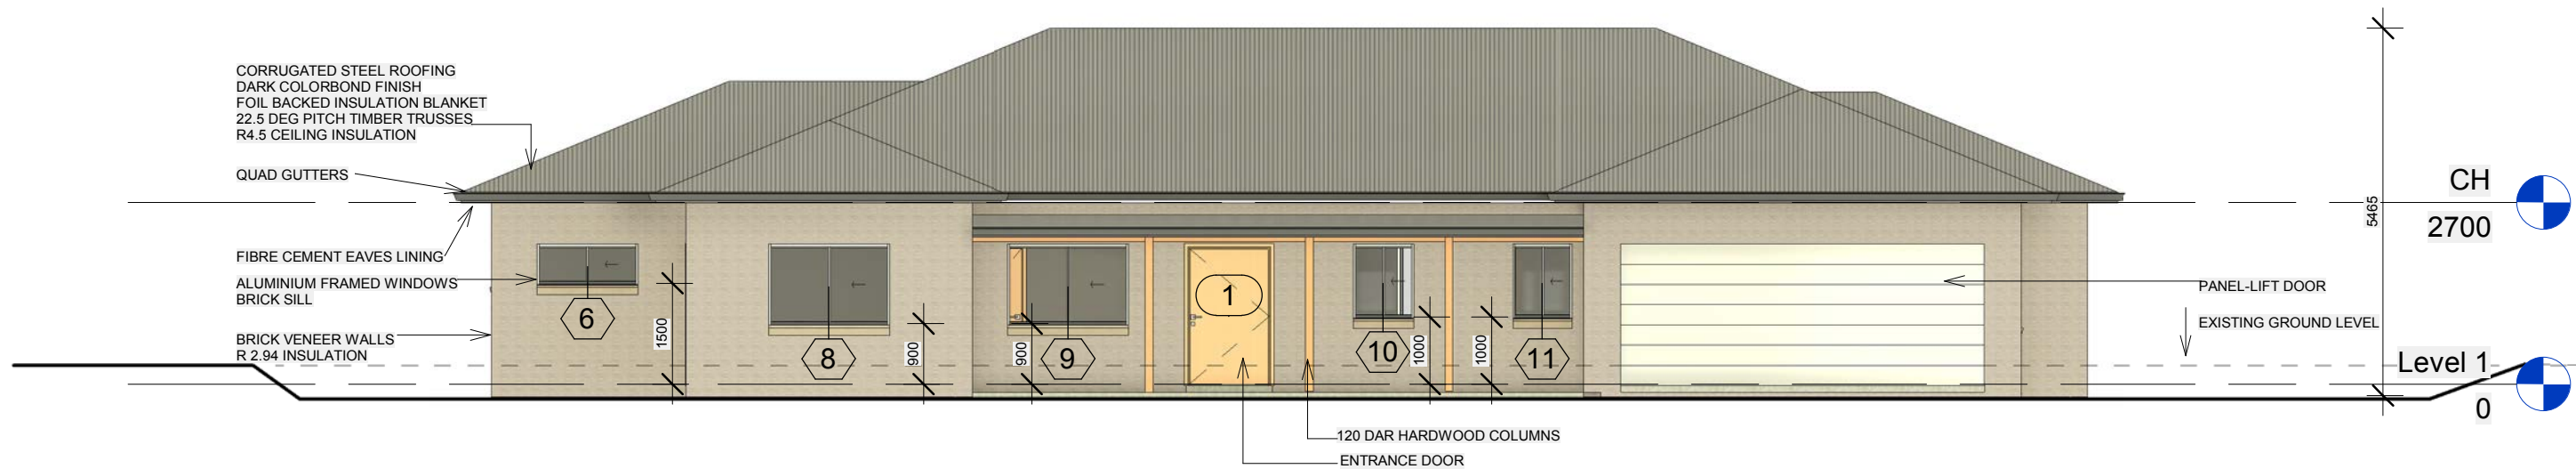 CORRUGATED STEEL ROOFING
DARK COLORBOND FINISH
FOIL BACKED INSULATION BLANKET
22.5 DEG PITCH TIMBER TRUSSES
R4.5 CEILING INSULATION
QUAD GUTTERS
FIBRE CEMENT EAVES LINING
ALUMINIUM FRAMED WINDOWS
BRICK SILL
BRICK VENEER WALLS
R 2.94 INSULATION
6
1500
8
900
900
9
1
10
1000
1000
11
120 DAR HARDWOOD COLUMNS
ENTRANCE DOOR
PANEL-LIFT DOOR
EXISTING GROUND LEVEL
5465
CH
2700
Level 1
0